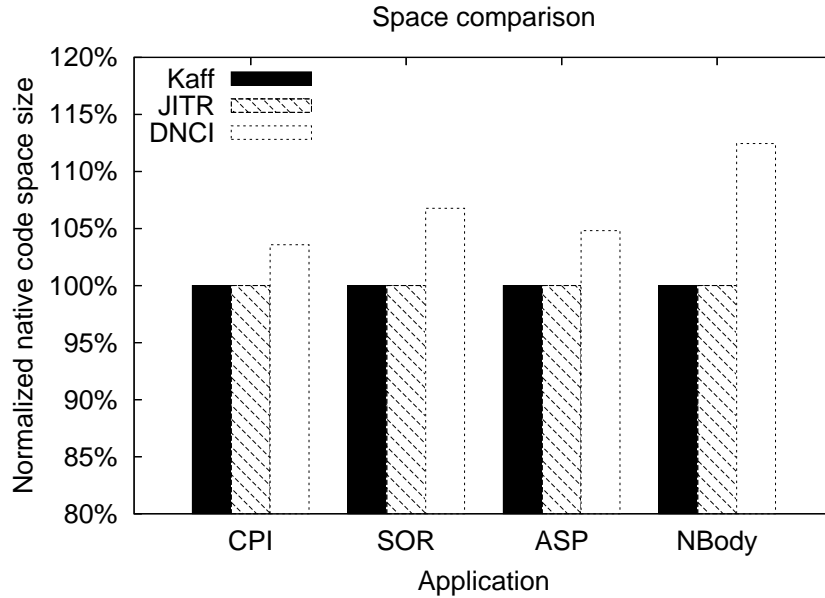 Space comparison
Normalized native code space size
120%
115%
110%
105%
100%
95%
90%
85%
80%
Kaff
JITR
DNCI
CPI
SOR
ASP
NBody
Application